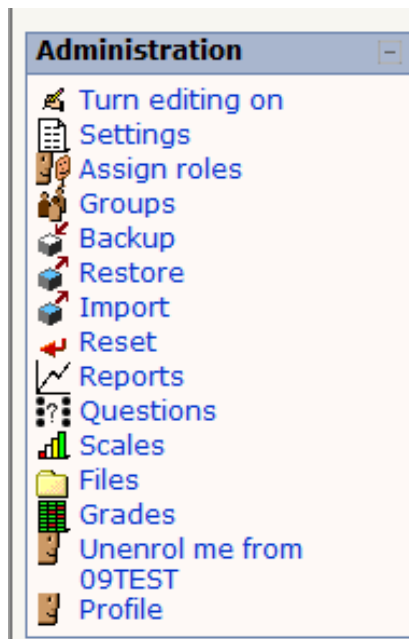 Administration
Turn editing on
Settings
Assign roles
Groups
Backup
Restore
Import
Reset
Reports
Questions
Scales
Files
Grades
Unenrol me from
09TEST
Profile